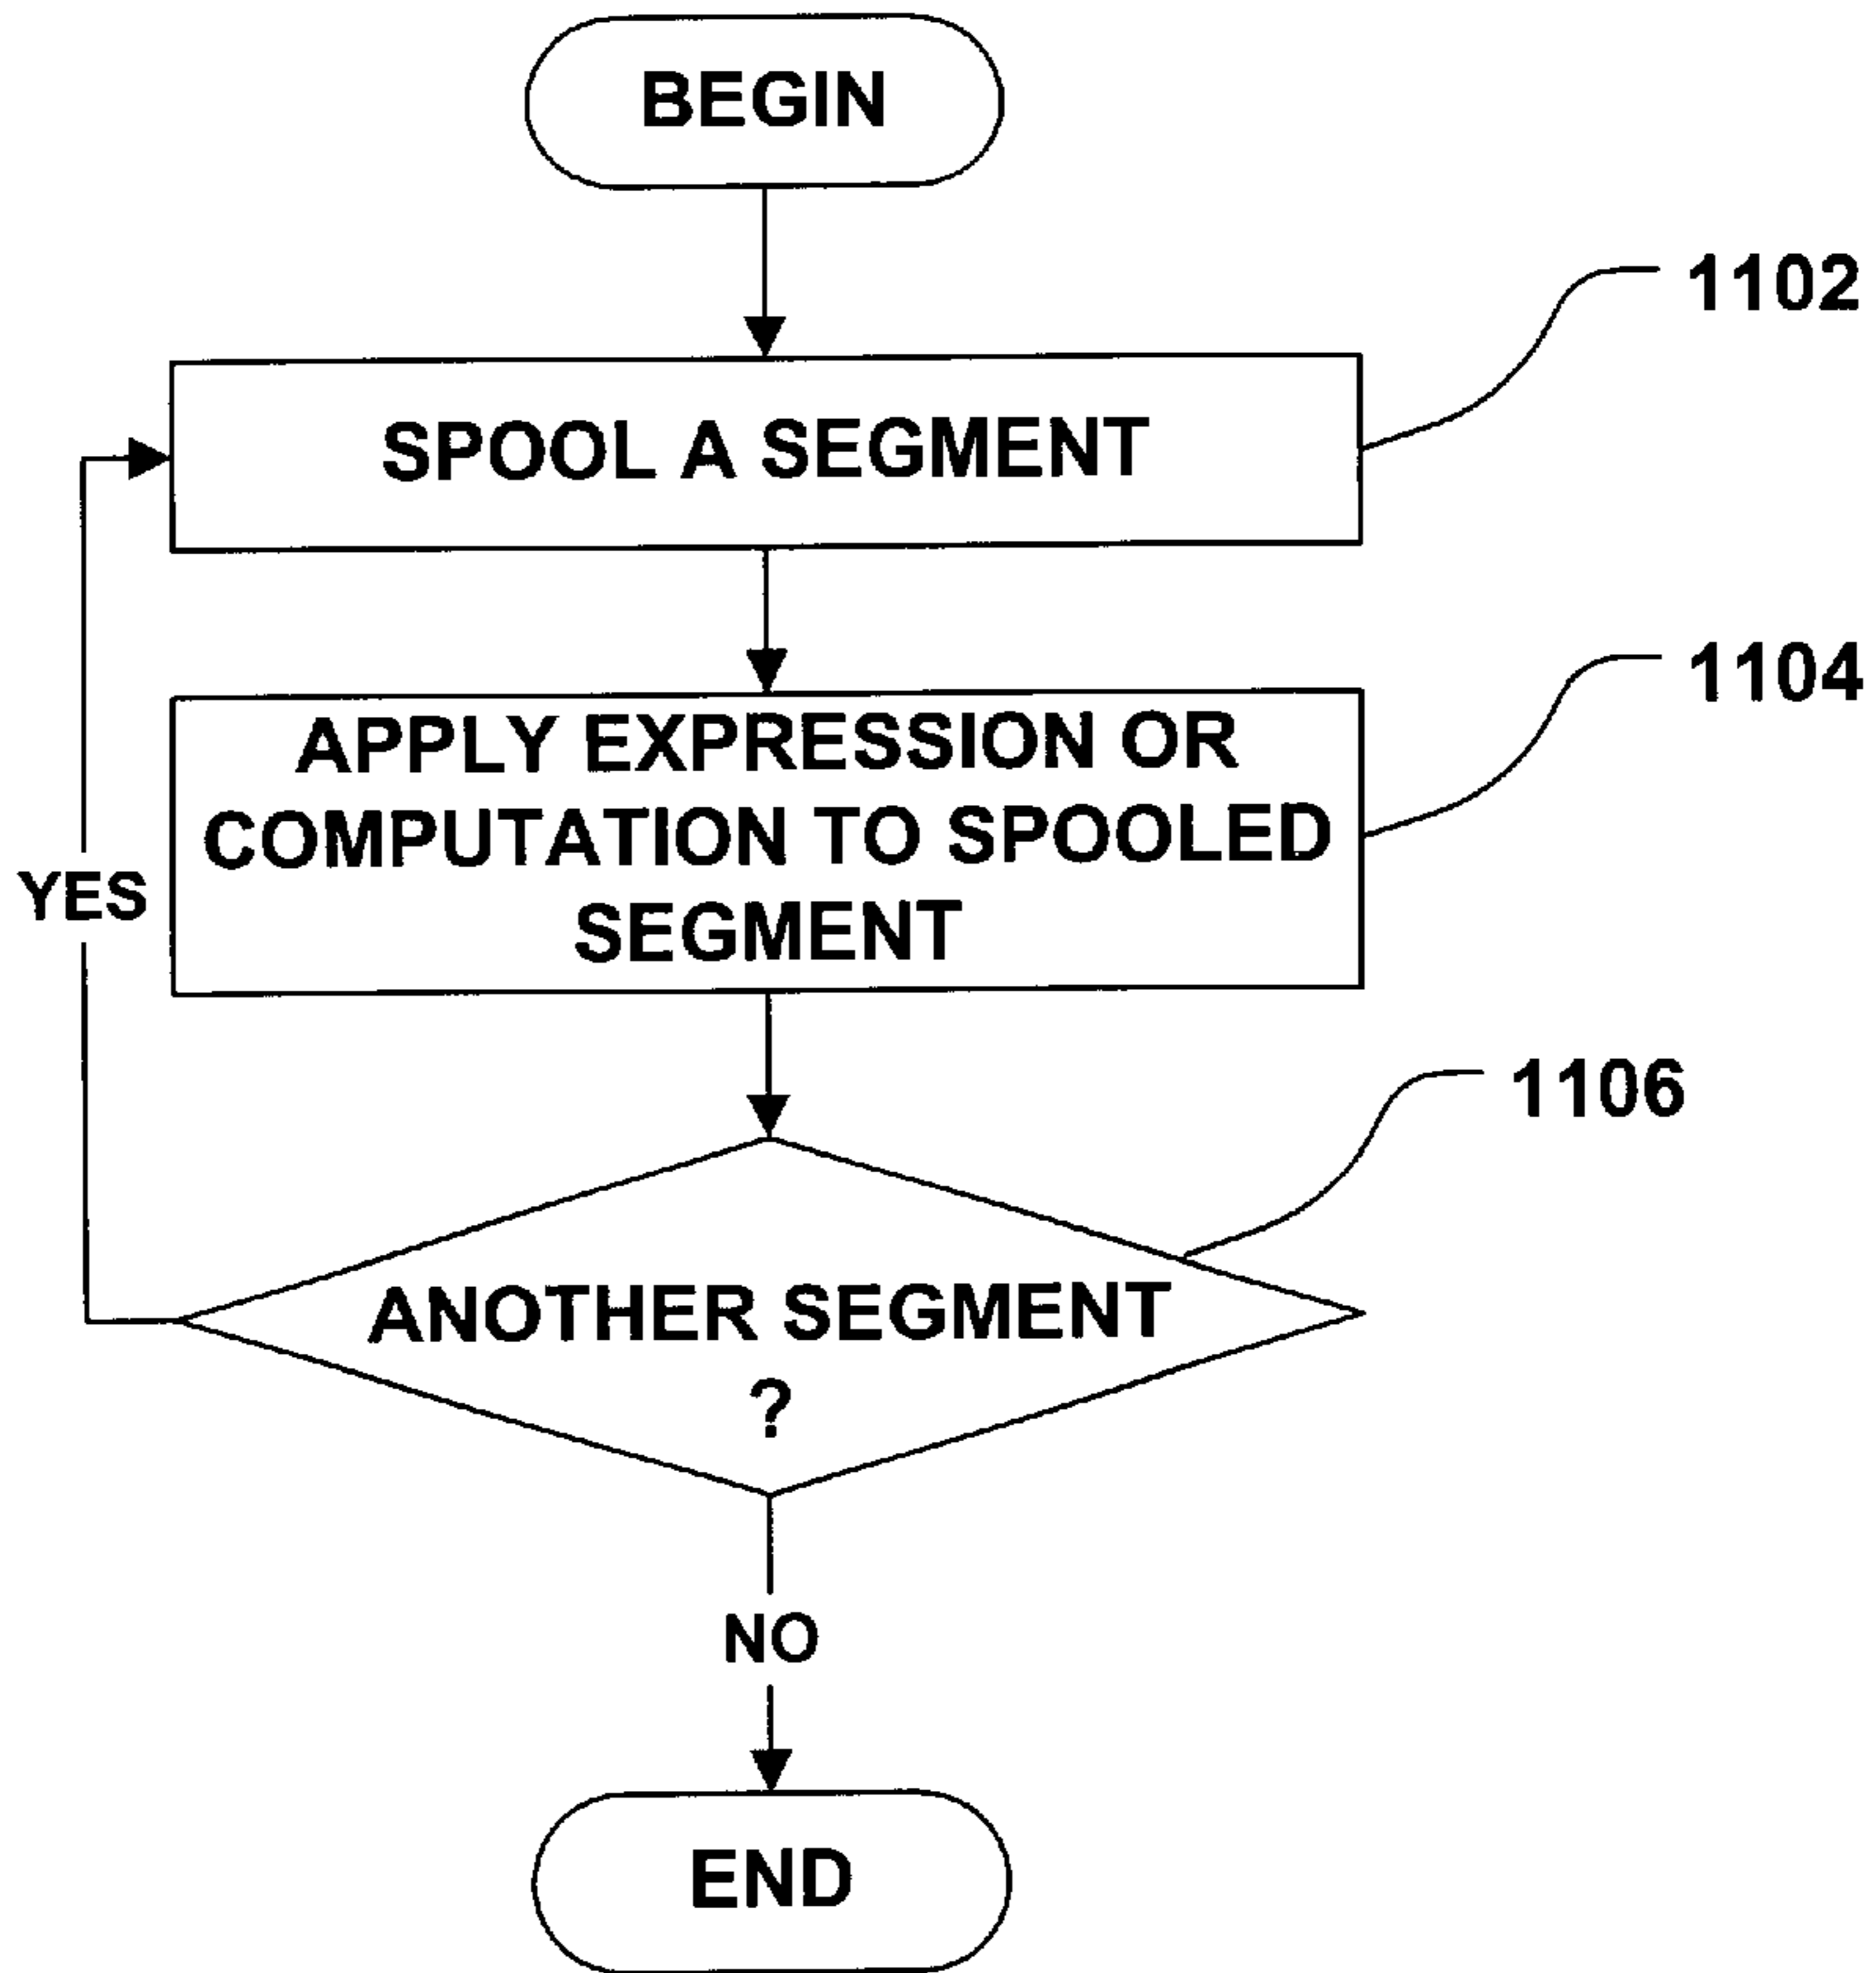 BEGIN
1102
SPOOL A SEGMENT
1104
APPLY EXPRESSION OR
COMPUTATION TO SPOOLED
SEGMENT
YES
1106
ANOTHER SEGMENT
?
NO
END